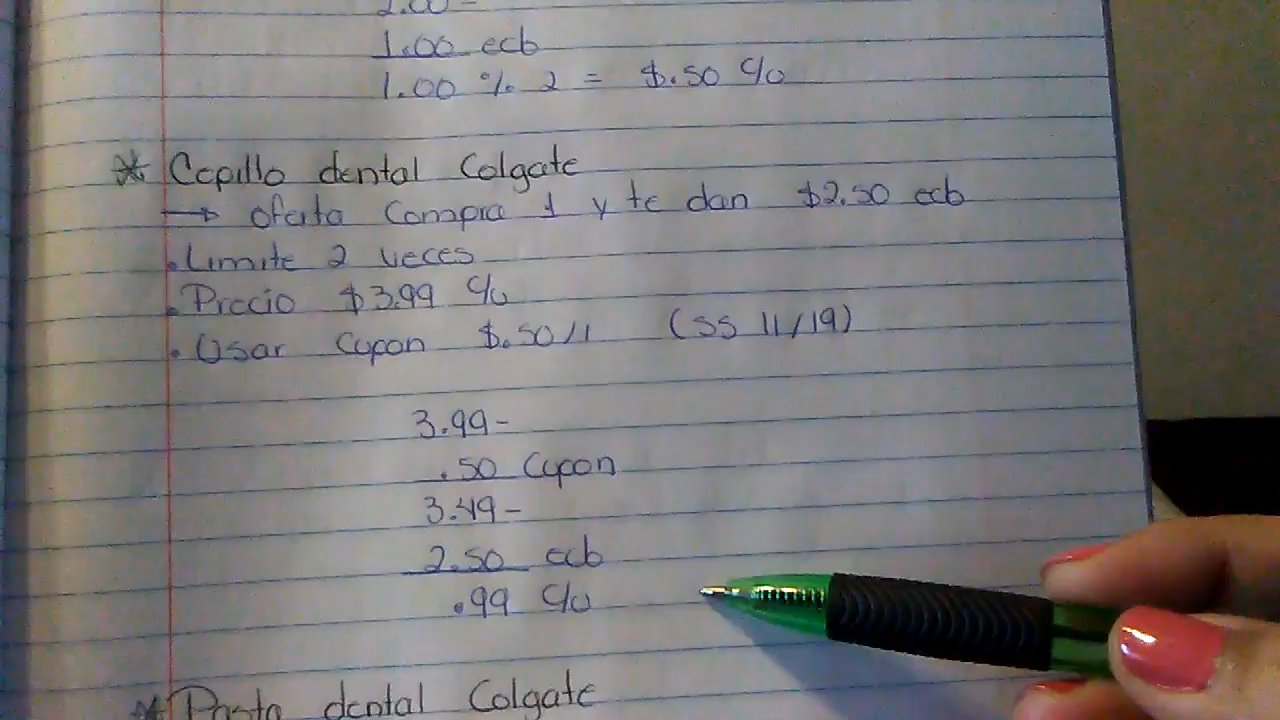 2.00 -
1.00 ecb
1.00 % 2 = $.50 c/u
* Cepillo dental Colgate
→ oferta Compra 1 y te dan $2.50 ecb
. Limite 2 veces
. Precio $3.99 c/u
. Usar Cupon $.50/1 (SS 11/19)
3.99 -
.50 Cupon
3.49 -
2.50 ecb
.99 c/u
* Pasta dental Colgate